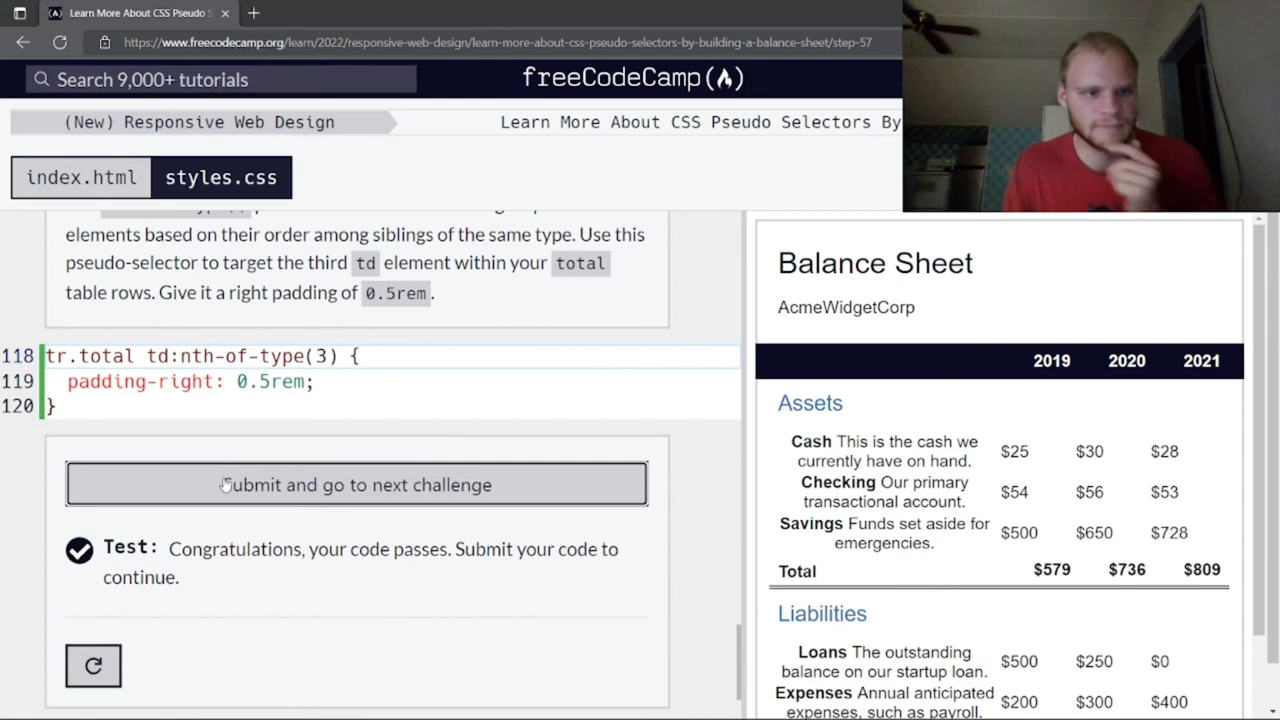 Learn More About CSS Pseudo S
https://www.freecodecamp.org/learn/2022/responsive-web-design/learn-more-about-css-pseudo-selectors-by-building-a-balance-sheet/step-57
Search 9,000+ tutorials
freeCodeCamp
(New) Responsive Web Design
Learn More About CSS Pseudo Selectors By
index.html
styles.css
elements based on their order among siblings of the same type. Use this
pseudo-selector to target the third td element within your total
table rows. Give it a right padding of 0.5rem.
118 tr.total td:nth-of-type(3) {
119 padding-right: 0.5rem;
120 }
Submit and go to next challenge
Test: Congratulations, your code passes. Submit your code to
continue.
Balance Sheet
AcmeWidgetCorp
2019 2020 2021
Assets
Cash This is the cash we
currently have on hand.
$25 $30 $28
Checking Our primary
transactional account.
$54 $56 $53
Savings Funds set aside for
emergencies.
$500 $650 $728
Total $579 $736 $809
Liabilities
Loans The outstanding
balance on our startup loan.
$500 $250 $0
Expenses Annual anticipated
expenses, such as payroll.
$200 $300 $400